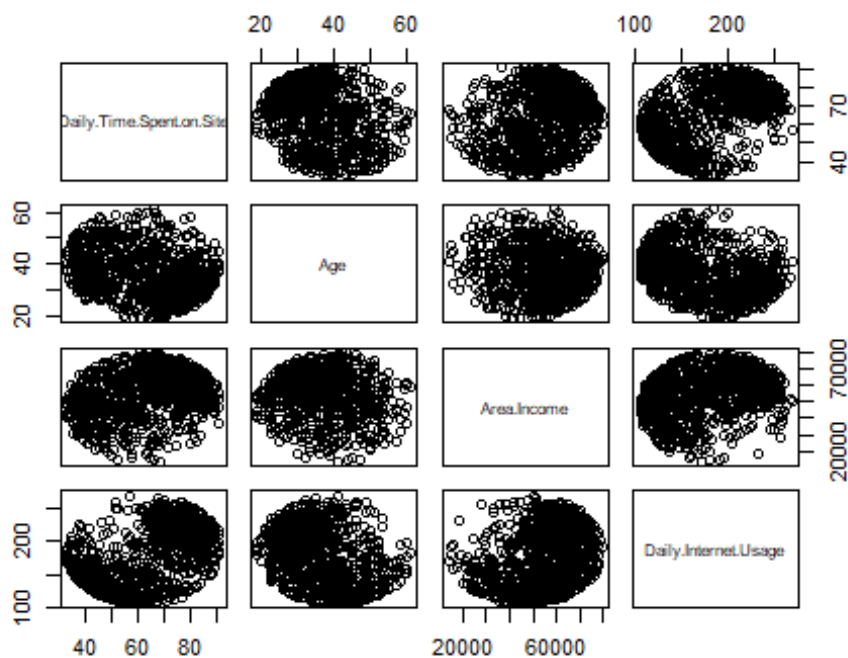 20 40 60 100 200
Daily.Time.Spent.on.Site
40 70
20 40 60
Age
Area.Income
20000 70000
100 200
Daily.Internet.Usage
40 60 80 20000 60000